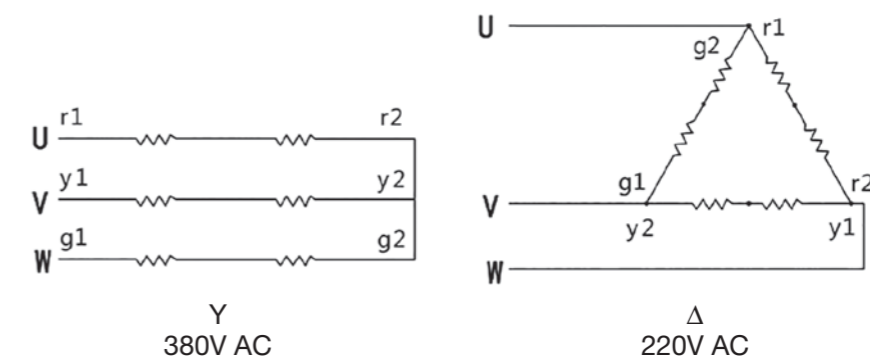 r1
r2
U
y1
y2
V
g1
g2
W
Y
380V AC
U
r1
g2
g1
r2
V
y2
y1
W
Δ
220V AC